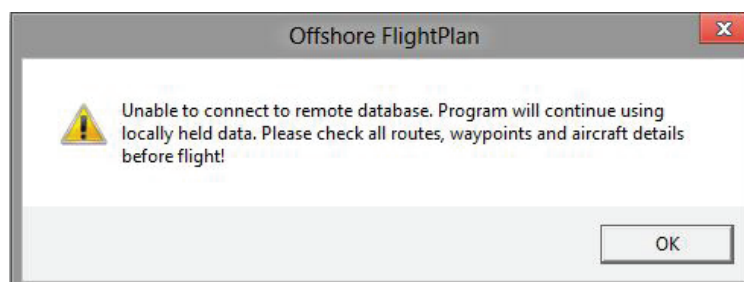 Offshore FlightPlan
Unable to connect to remote database. Program will continue using
locally held data. Please check all routes, waypoints and aircraft details
before flight!
OK